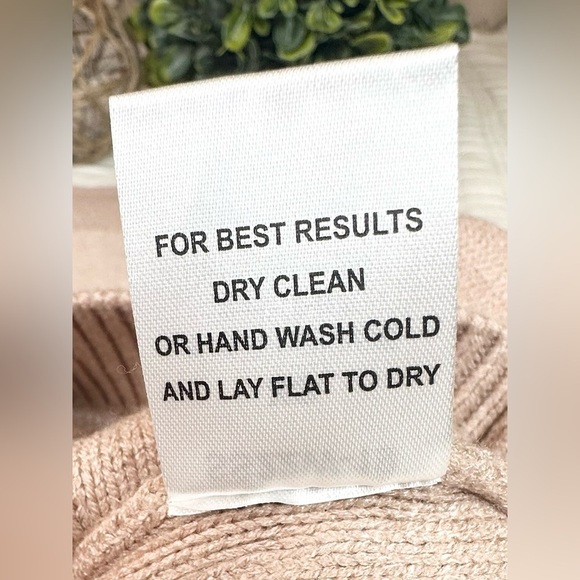 FOR BEST RESULTS
DRY CLEAN
OR HAND WASH COLD
AND LAY FLAT TO DRY